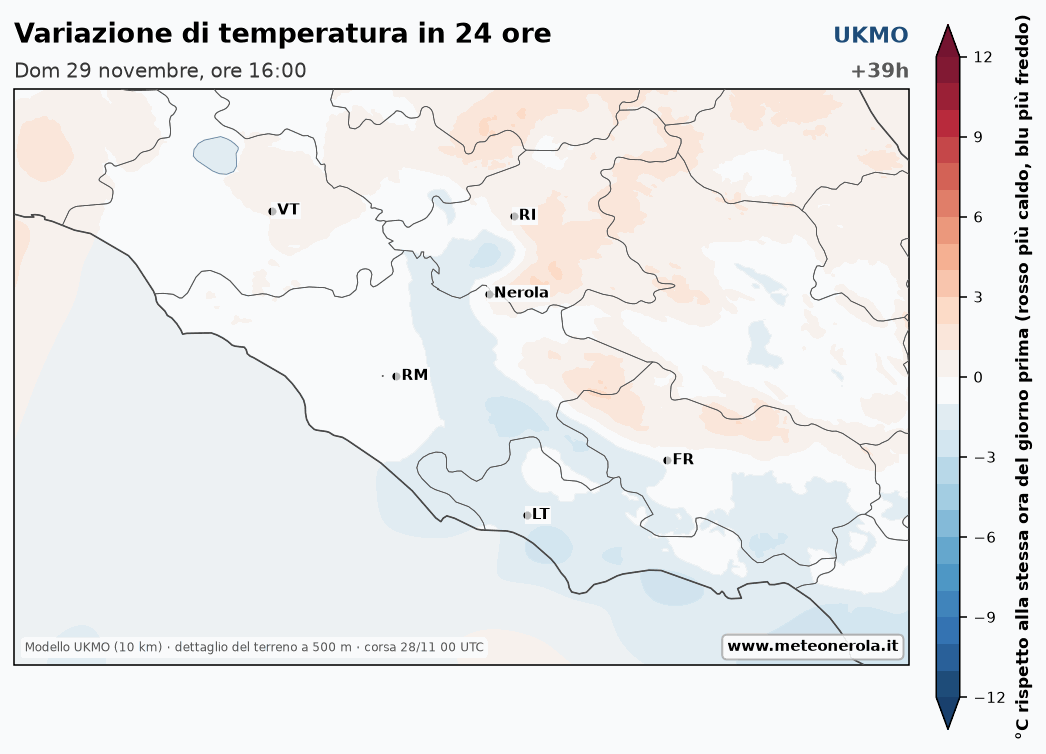 Variazione di temperatura in 24 ore
UKMO
Dom 29 novembre, ore 16:00
+39h
VT
RI
Nerola
RM
FR
LT
Modello UKMO (10 km) · dettaglio del terreno a 500 m · corsa 28/11 00 UTC
www.meteonerola.it
12
9
6
3
0
−3
−6
−9
−12
°C rispetto alla stessa ora del giorno prima (rosso più caldo, blu più freddo)